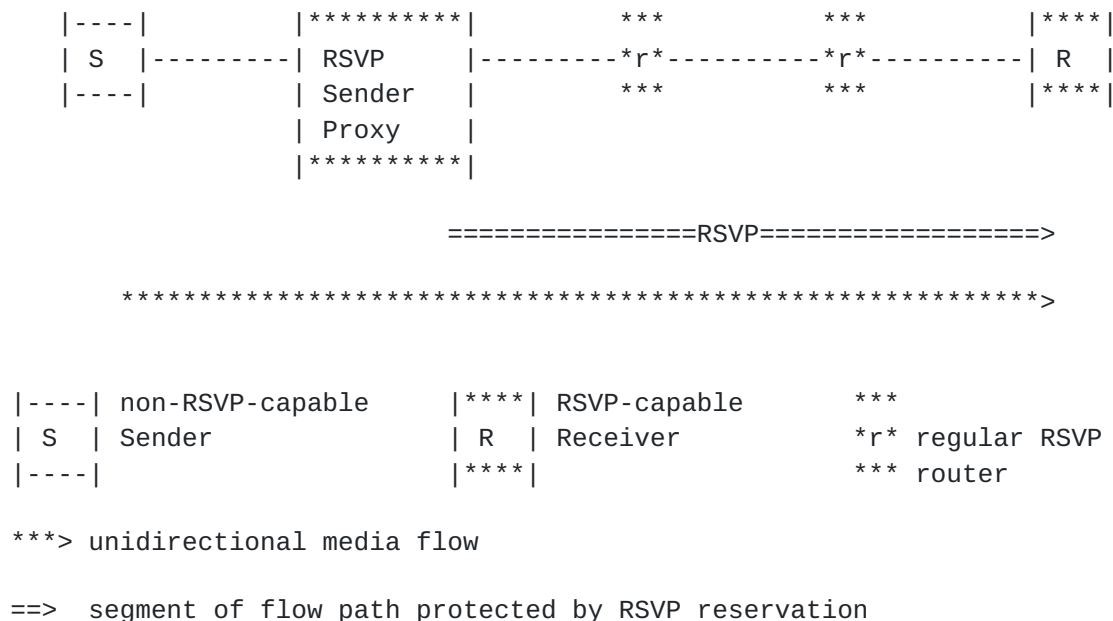 |----|         |**********|         ***          ***          |****|
| S  |---------| RSVP     |---------*r*----------*r*----------| R  |
|----|         | Sender   |         ***          ***          |****|
               | Proxy    |
               |**********|
================RSVP==================>
***********************************************************>
|----| non-RSVP-capable     |****| RSVP-capable       ***
| S  | Sender               | R  | Receiver           *r* regular RSVP
|----|                      |****|                    *** router
***> unidirectional media flow
==>  segment of flow path protected by RSVP reservation